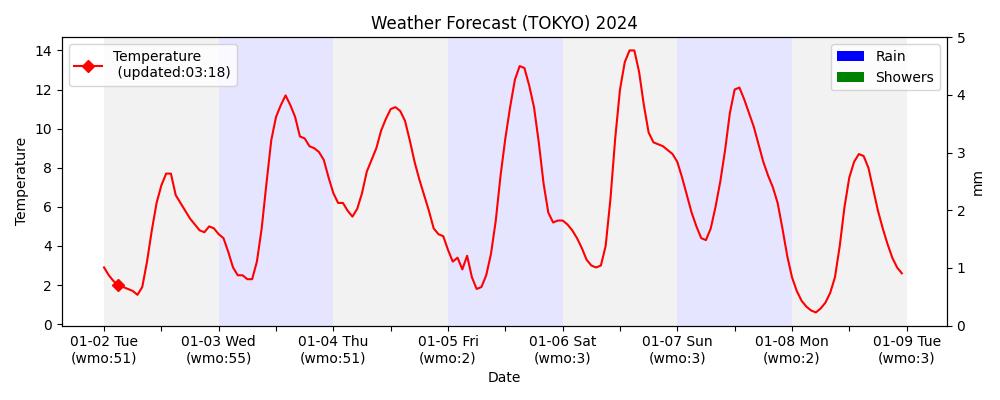 Weather Forecast (TOKYO) 2024
Temperature
(updated:03:18)
Rain
Showers
14
12
10
8
6
4
2
0
Temperature
5
4
3
2
1
0
mm
01-02 Tue
(wmo:51)
01-03 Wed
(wmo:55)
01-04 Thu
(wmo:51)
01-05 Fri
(wmo:2)
01-06 Sat
(wmo:3)
01-07 Sun
(wmo:3)
01-08 Mon
(wmo:2)
01-09 Tue
(wmo:3)
Date